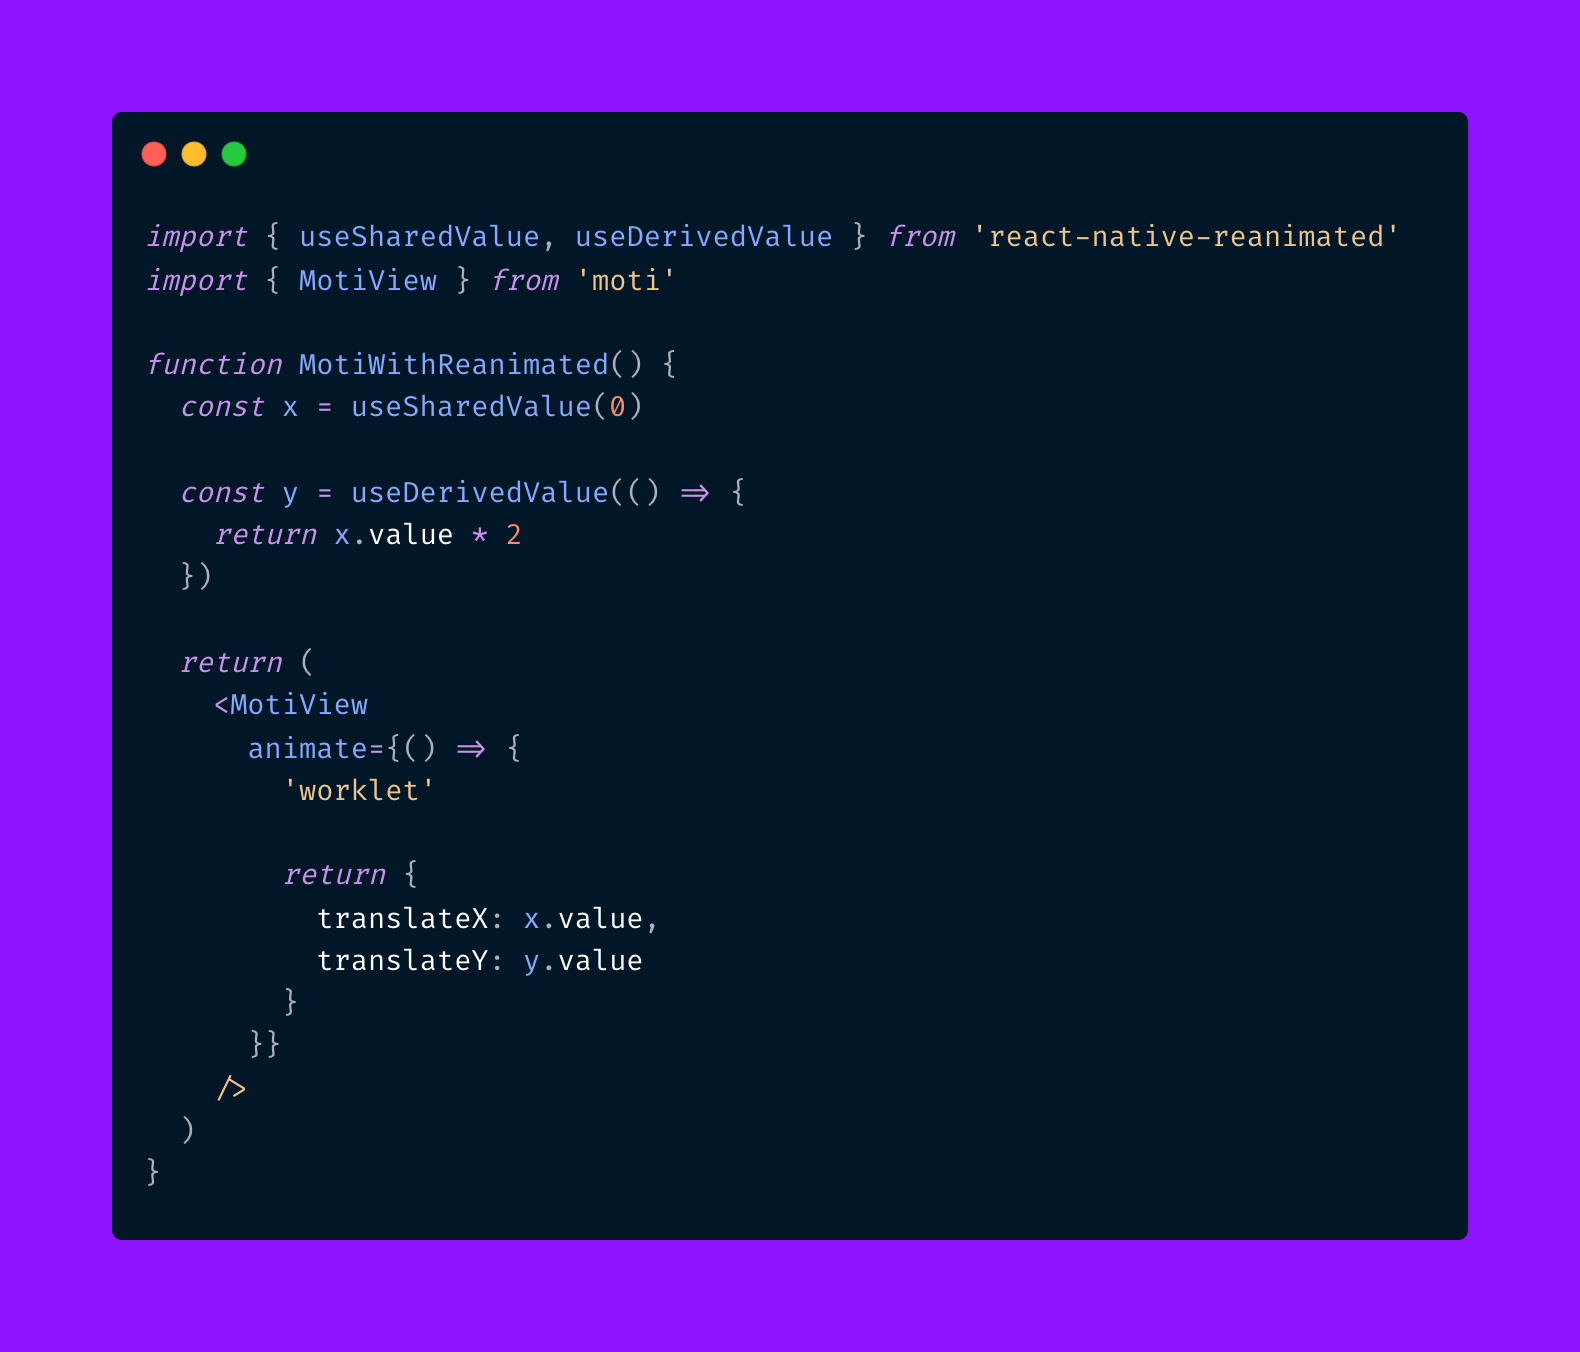 import { useSharedValue, useDerivedValue } from 'react-native-reanimated'
import { MotiView } from 'moti'

function MotiWithReanimated() {
  const x = useSharedValue(0)

  const y = useDerivedValue(() => {
    return x.value * 2
  })

  return (
    <MotiView
      animate={() => {
        'worklet'

        return {
          translateX: x.value,
          translateY: y.value
        }
      }}
    />
  )
}